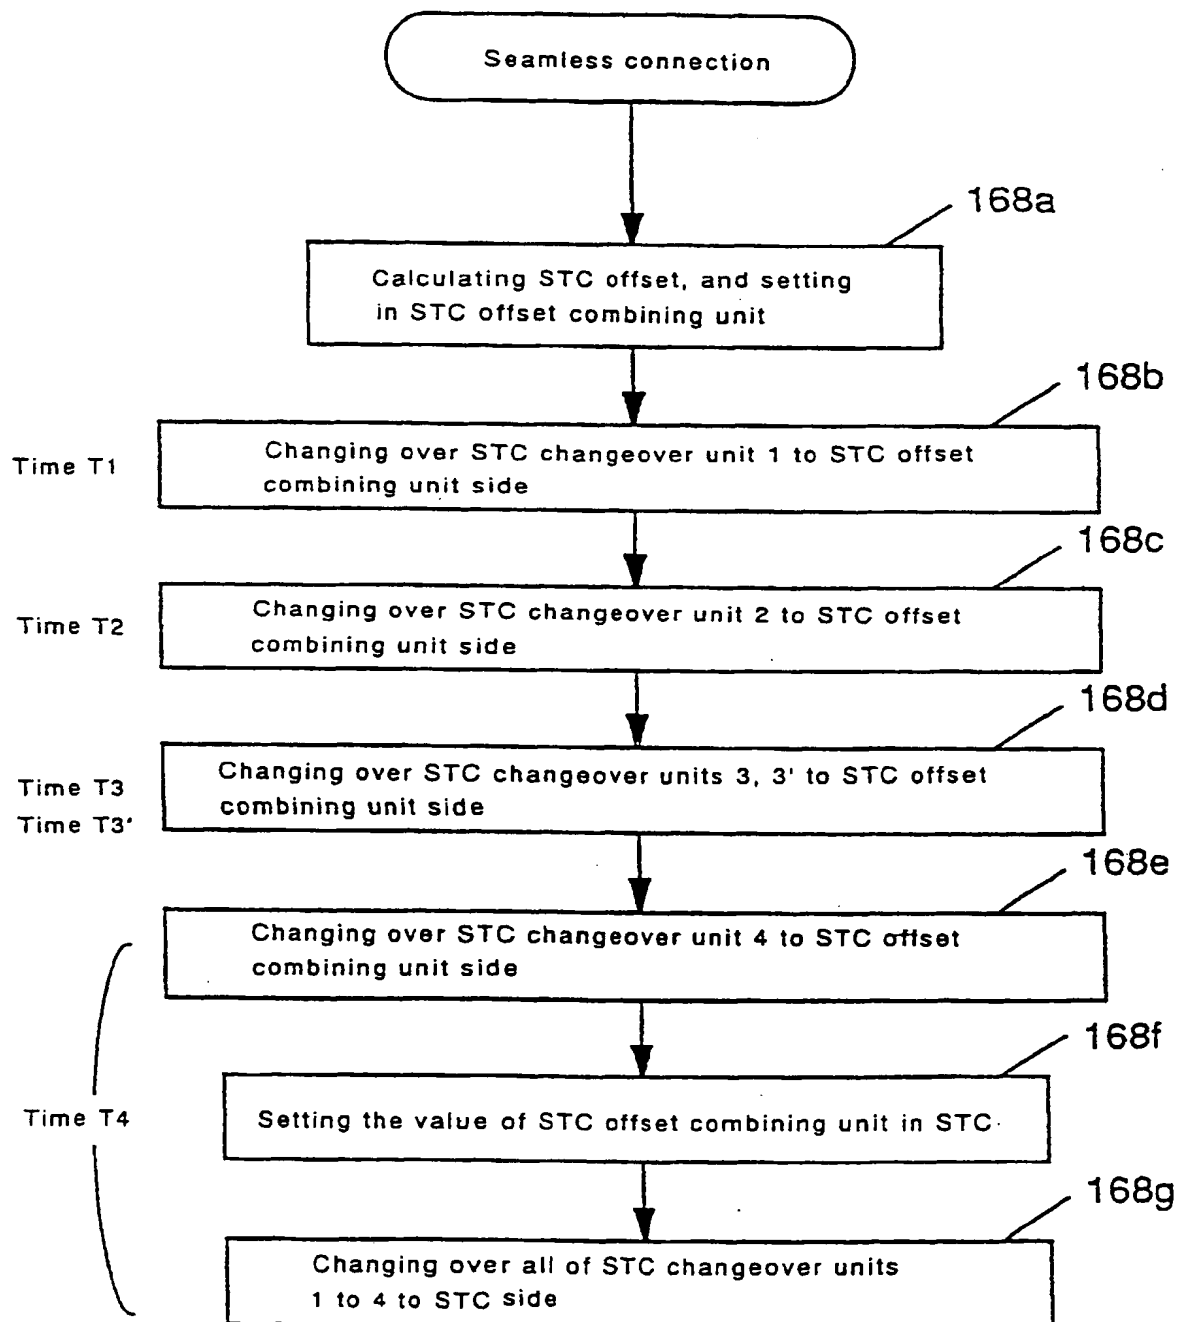 Seamless connection
168a
Calculating STC offset, and setting
in STC offset combining unit
168b
Time T1
Changing over STC changeover unit 1 to STC offset
combining unit side
168c
Time T2
Changing over STC changeover unit 2 to STC offset
combining unit side
168d
Time T3
Time T3'
Changing over STC changeover units 3, 3' to STC offset
combining unit side
168e
Changing over STC changeover unit 4 to STC offset
combining unit side
168f
Time T4
Setting the value of STC offset combining unit in STC
168g
Changing over all of STC changeover units
1 to 4 to STC side